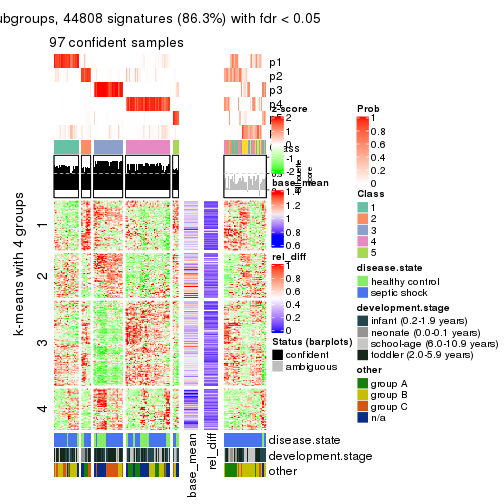 ubgroups, 44808 signatures (86.3%) with fdr < 0.05
97 confident samples
p1
p2
p3
p4
z-score
2
1
0
-1
-2
base_mean
1.6
1.4
1.2
1
0.8
0.6
rel_diff
1
0.8
0.6
0.4
0.2
0
Status (barplots)
confident
ambiguous
Prob
1
0.8
0.6
0.4
0.2
0
Class
1
2
3
4
5
disease.state
healthy control
septic shock
development.stage
infant (0.2-1.9 years)
neonate (0.0-0.1 years)
school-age (6.0-10.9 years)
toddler (2.0-5.9 years)
other
group A
group B
group C
n/a
k-means with 4 groups
1
2
3
4
disease.state
development.stage
other
base_mean
rel_diff